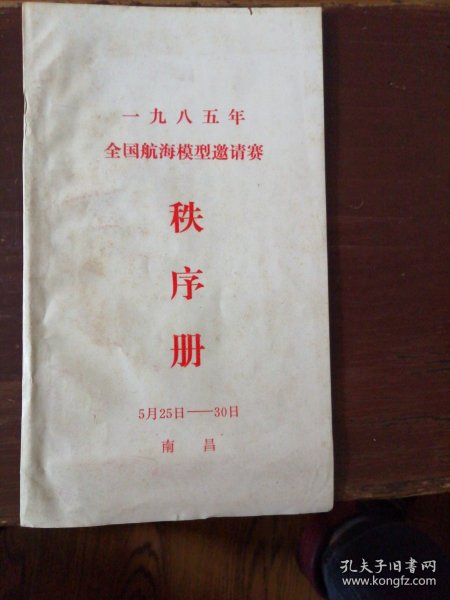 一九八五年
全国航海模型邀请赛
秩
序
册
5月25日——30日
南昌
孔夫子旧书网
www.kongfz.com